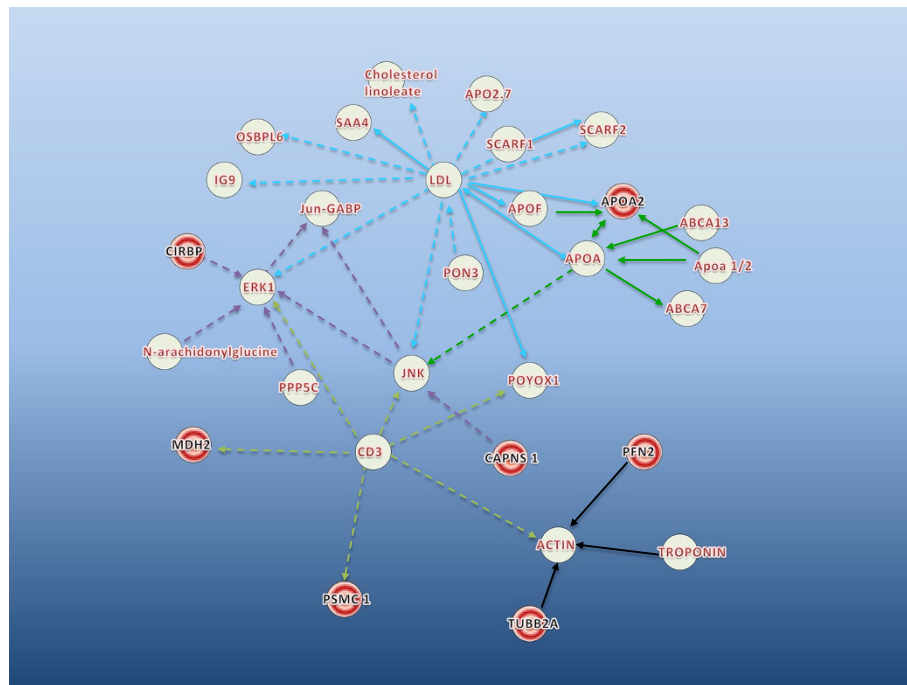 Cholesterol
linoleate
APO2.7
SAA4
OSBPL6
SCARF1
SCARF2
IG9
LDL
Jun-GABP
APOF
APOA2
ABCA13
CIRBP
PON3
APOA
Apoa 1/2
ERK1
ABCA7
N-arachidonylglucine
PPP5C
JNK
POYOX1
MDH2
CD3
CAPNS 1
PFN2
ACTIN
TROPONIN
PSMC 1
TUBB2A